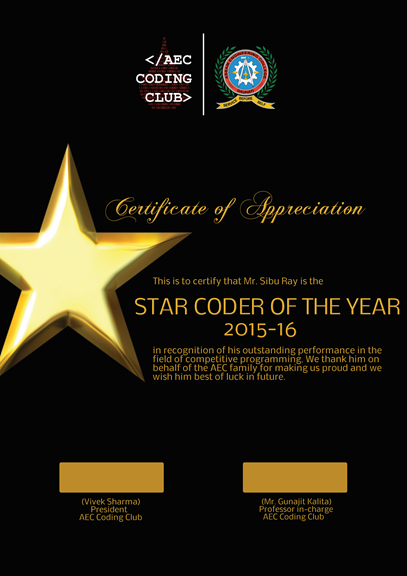 </AEC
CODING
CLUB>
Certificate of Appreciation
This is to certify that Mr. Sibu Ray is the
STAR CODER OF THE YEAR
2015-16
in recognition of his outstanding performance in the
field of competitive programming. We thank him on
behalf of the AEC family for making us proud and we
wish him best of luck in future.
(Vivek Sharma)
President
AEC Coding Club
(Mr. Gunajit Kalita)
Professor in-charge
AEC Coding Club